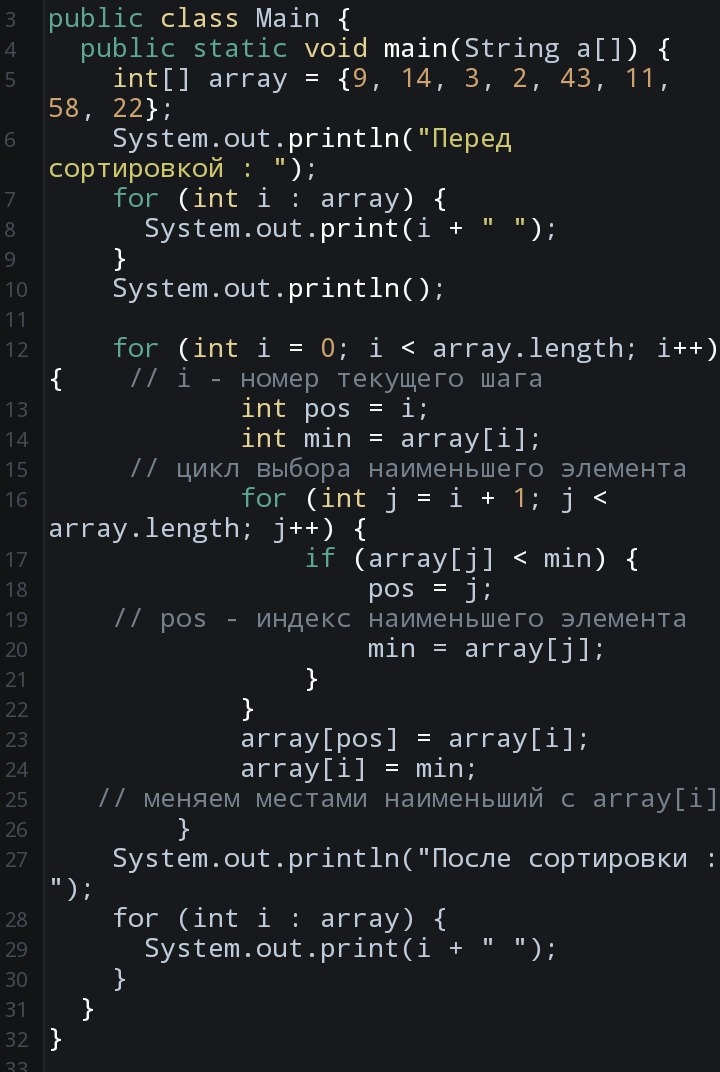 3 public class Main {
4 public static void main(String a[]) {
5 int[] array = {9, 14, 3, 2, 43, 11,
58, 22};
6 System.out.println("Перед
сортировкой : ");
7 for (int i : array) {
8 System.out.print(i + " ");
9 }
10 System.out.println();
11
12 for (int i = 0; i < array.length; i++)
{ // i - номер текущего шага
13 int pos = i;
14 int min = array[i];
15 // цикл выбора наименьшего элемента
16 for (int j = i + 1; j <
array.length; j++) {
17 if (array[j] < min) {
18 pos = j;
19 // pos - индекс наименьшего элемента
20 min = array[j];
21 }
22 }
23 array[pos] = array[i];
24 array[i] = min;
25 // меняем местами наименьший с array[i]
26 }
27 System.out.println("После сортировки :
");
28 for (int i : array) {
29 System.out.print(i + " ");
30 }
31 }
32 }
33